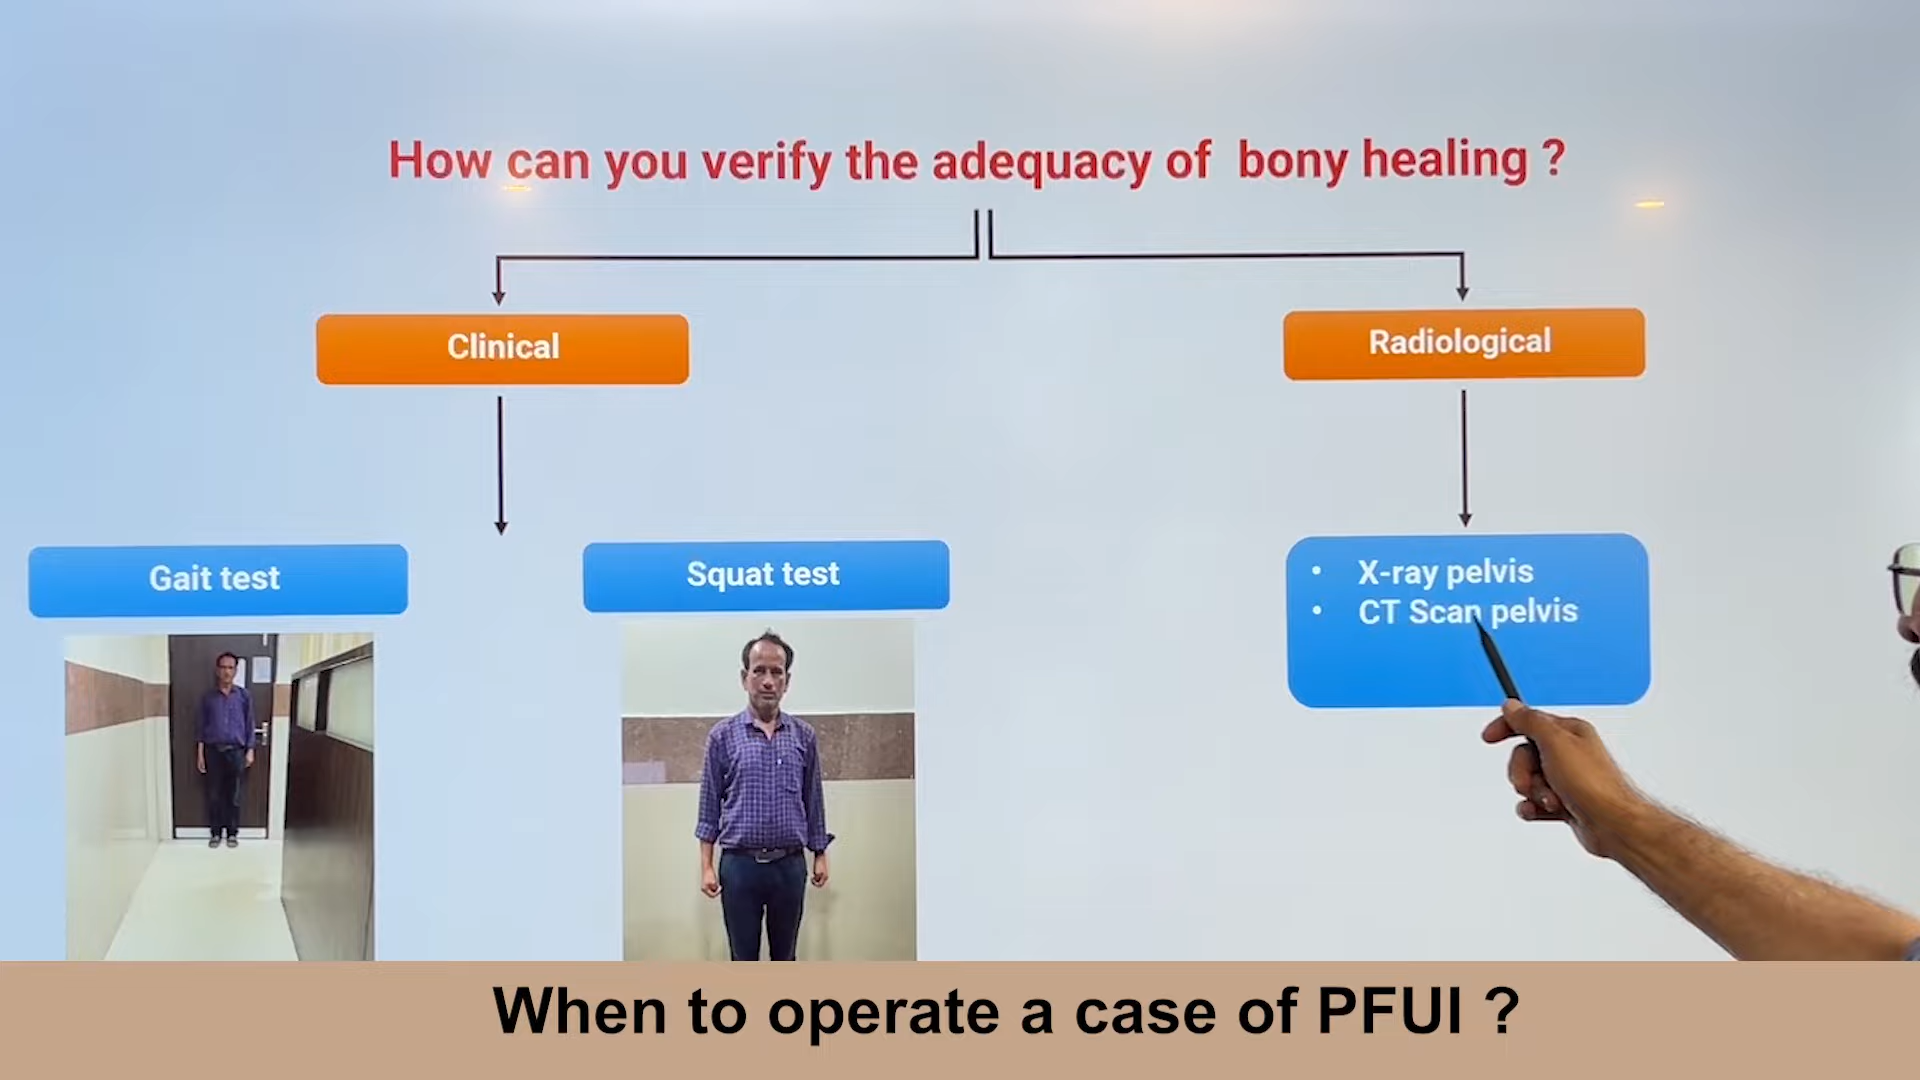 How can you verify the adequacy of bony healing ?
Clinical
Radiological
Gait test
Squat test
• X-ray pelvis
• CT Scan pelvis
When to operate a case of PFUI ?